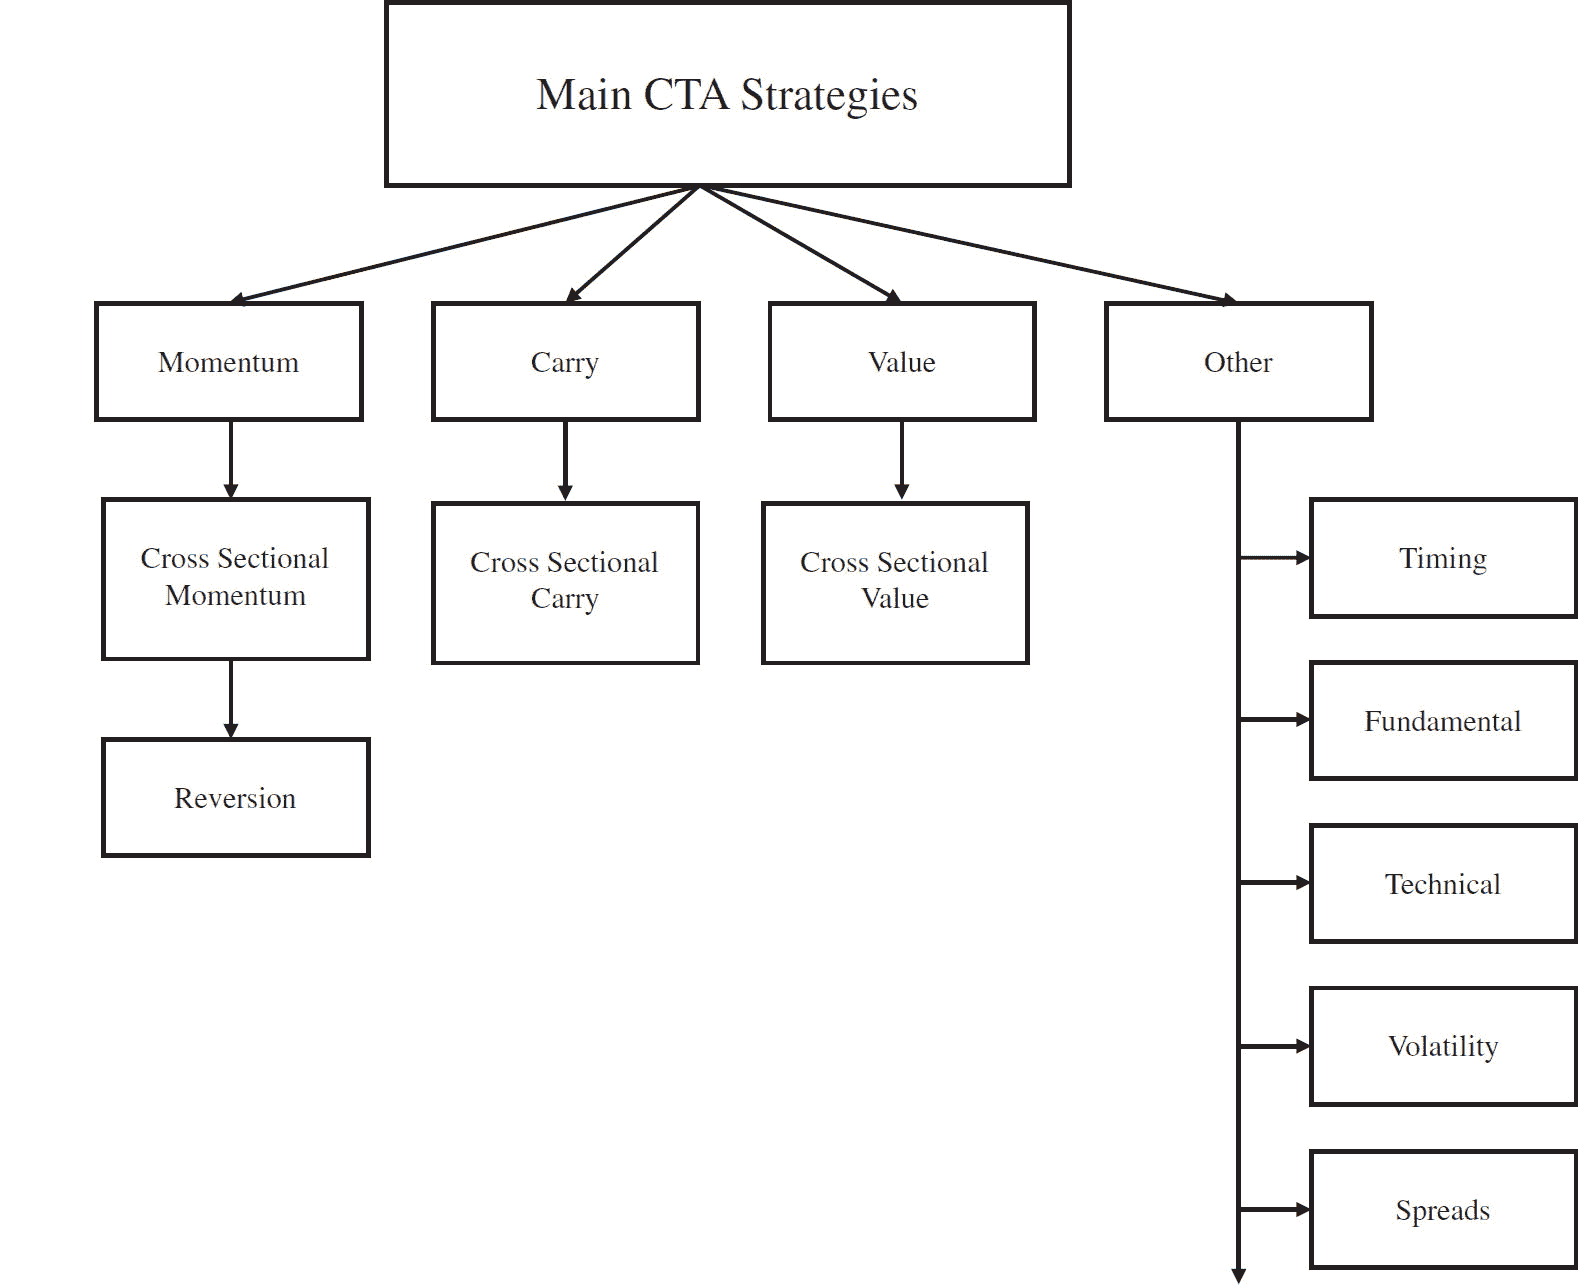 Main CTA Strategies
Momentum
Carry
Value
Other
Cross Sectional
Momentum
Cross Sectional
Carry
Cross Sectional
Value
Timing
Fundamental
Reversion
Technical
Volatility
Spreads